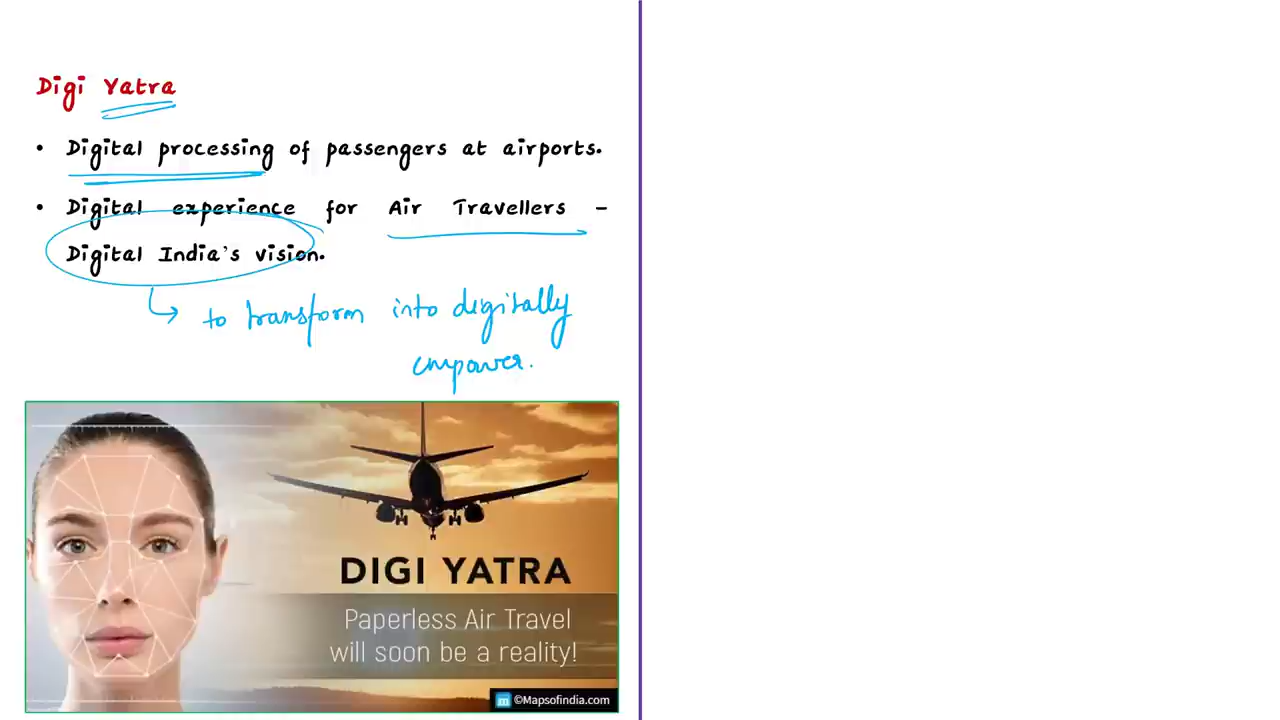 Digi Yatra
• Digital processing of passengers at airports.
• Digital experience for Air Travellers –
Digital India's vision.
to transform into digitally
empower.
DIGI YATRA
Paperless Air Travel
will soon be a reality!
m ©Mapsofindia.com